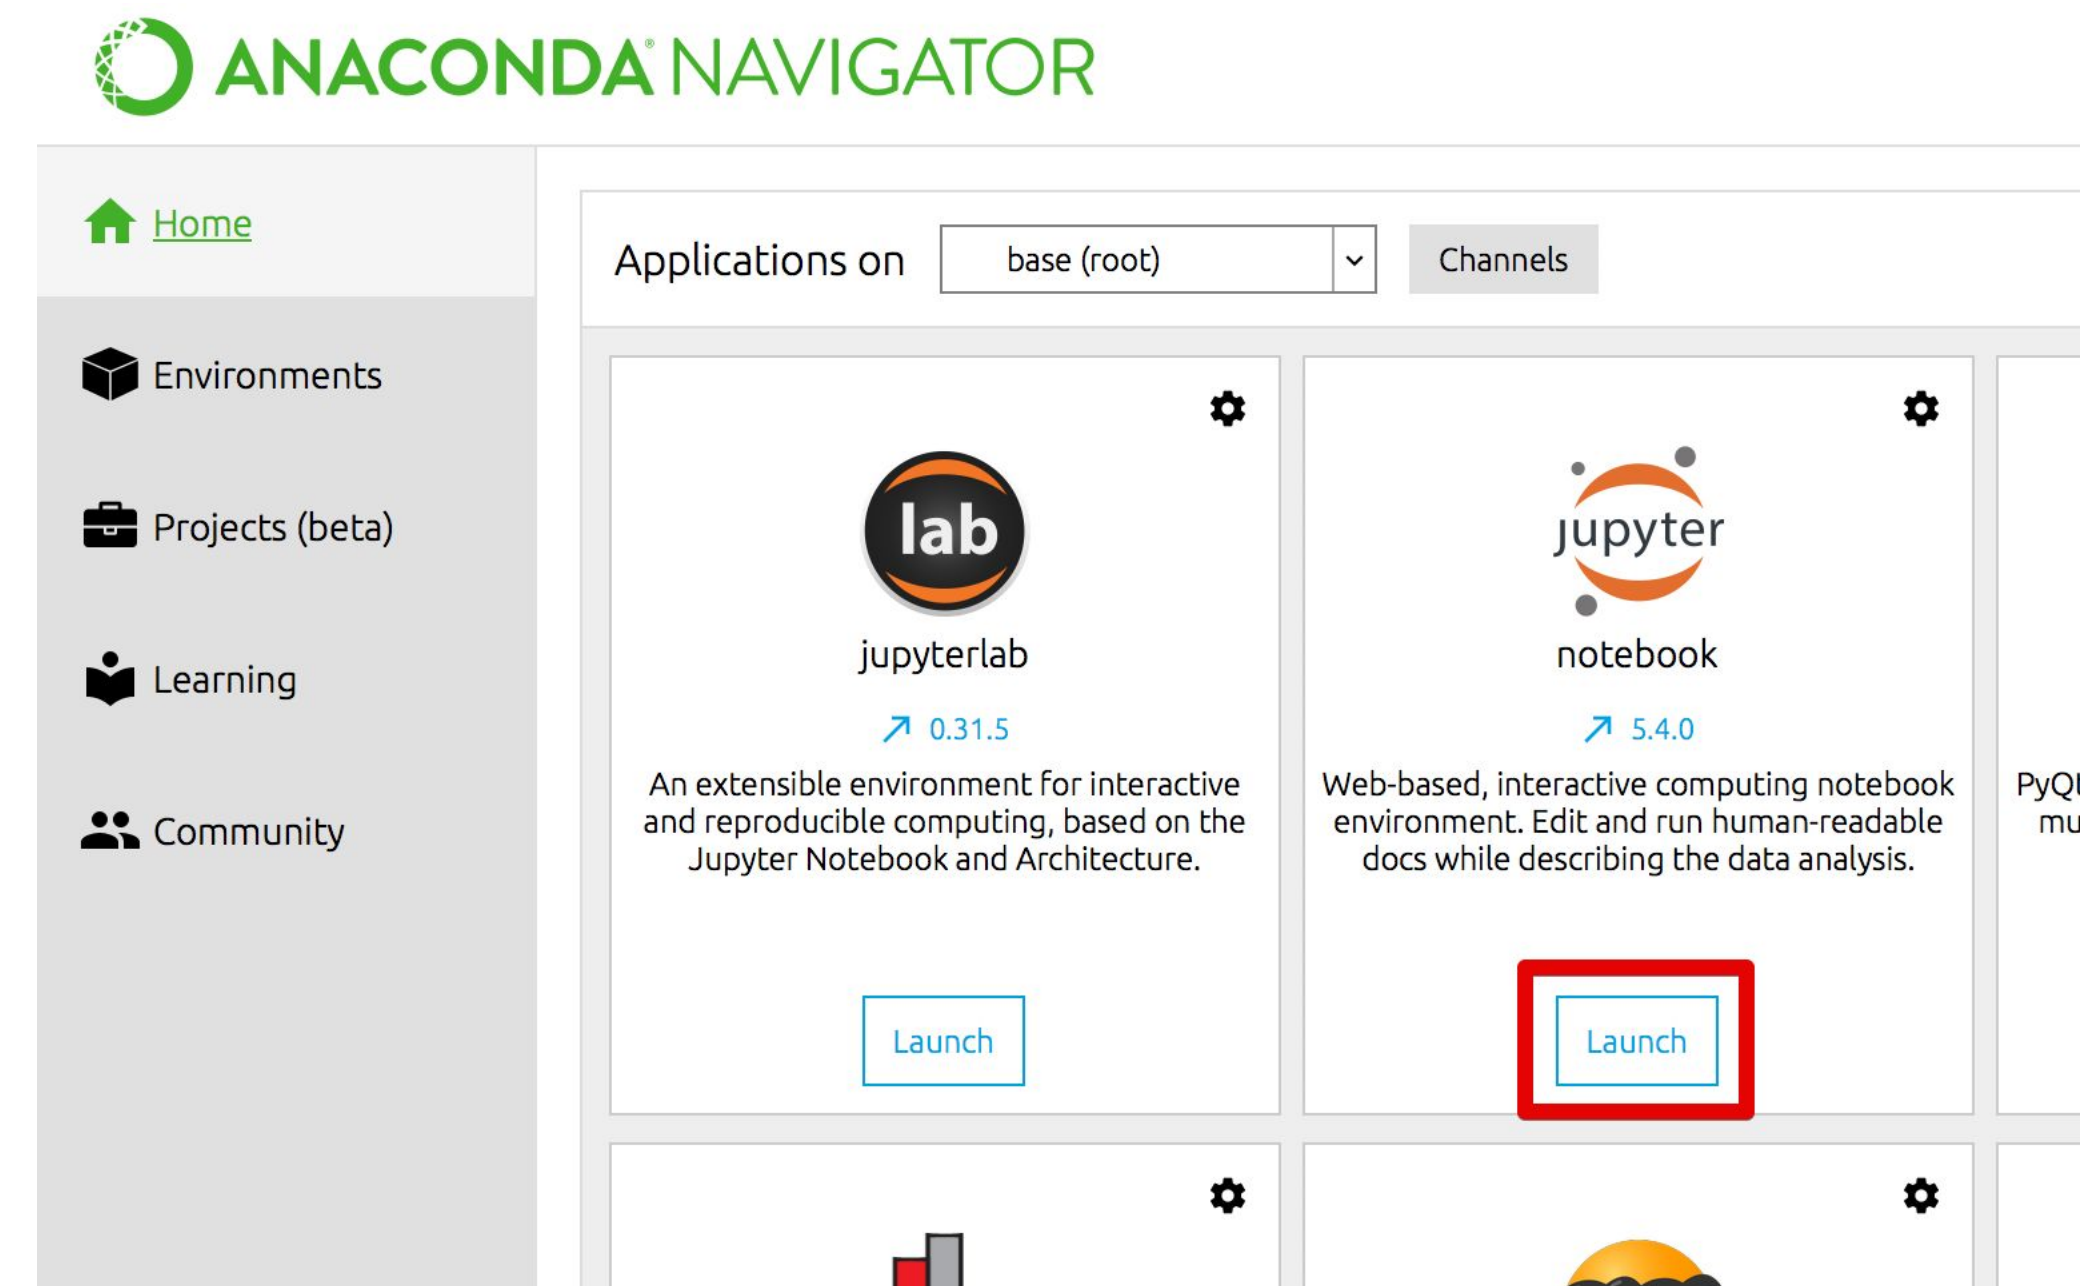 ANACONDA® NAVIGATOR
Home
Environments
Projects (beta)
Learning
Community
Applications on base (root) Channels
lab
jupyterlab
0.31.5
An extensible environment for interactive
and reproducible computing, based on the
Jupyter Notebook and Architecture.
Launch
jupyter
notebook
5.4.0
Web-based, interactive computing notebook
environment. Edit and run human-readable
docs while describing the data analysis.
Launch